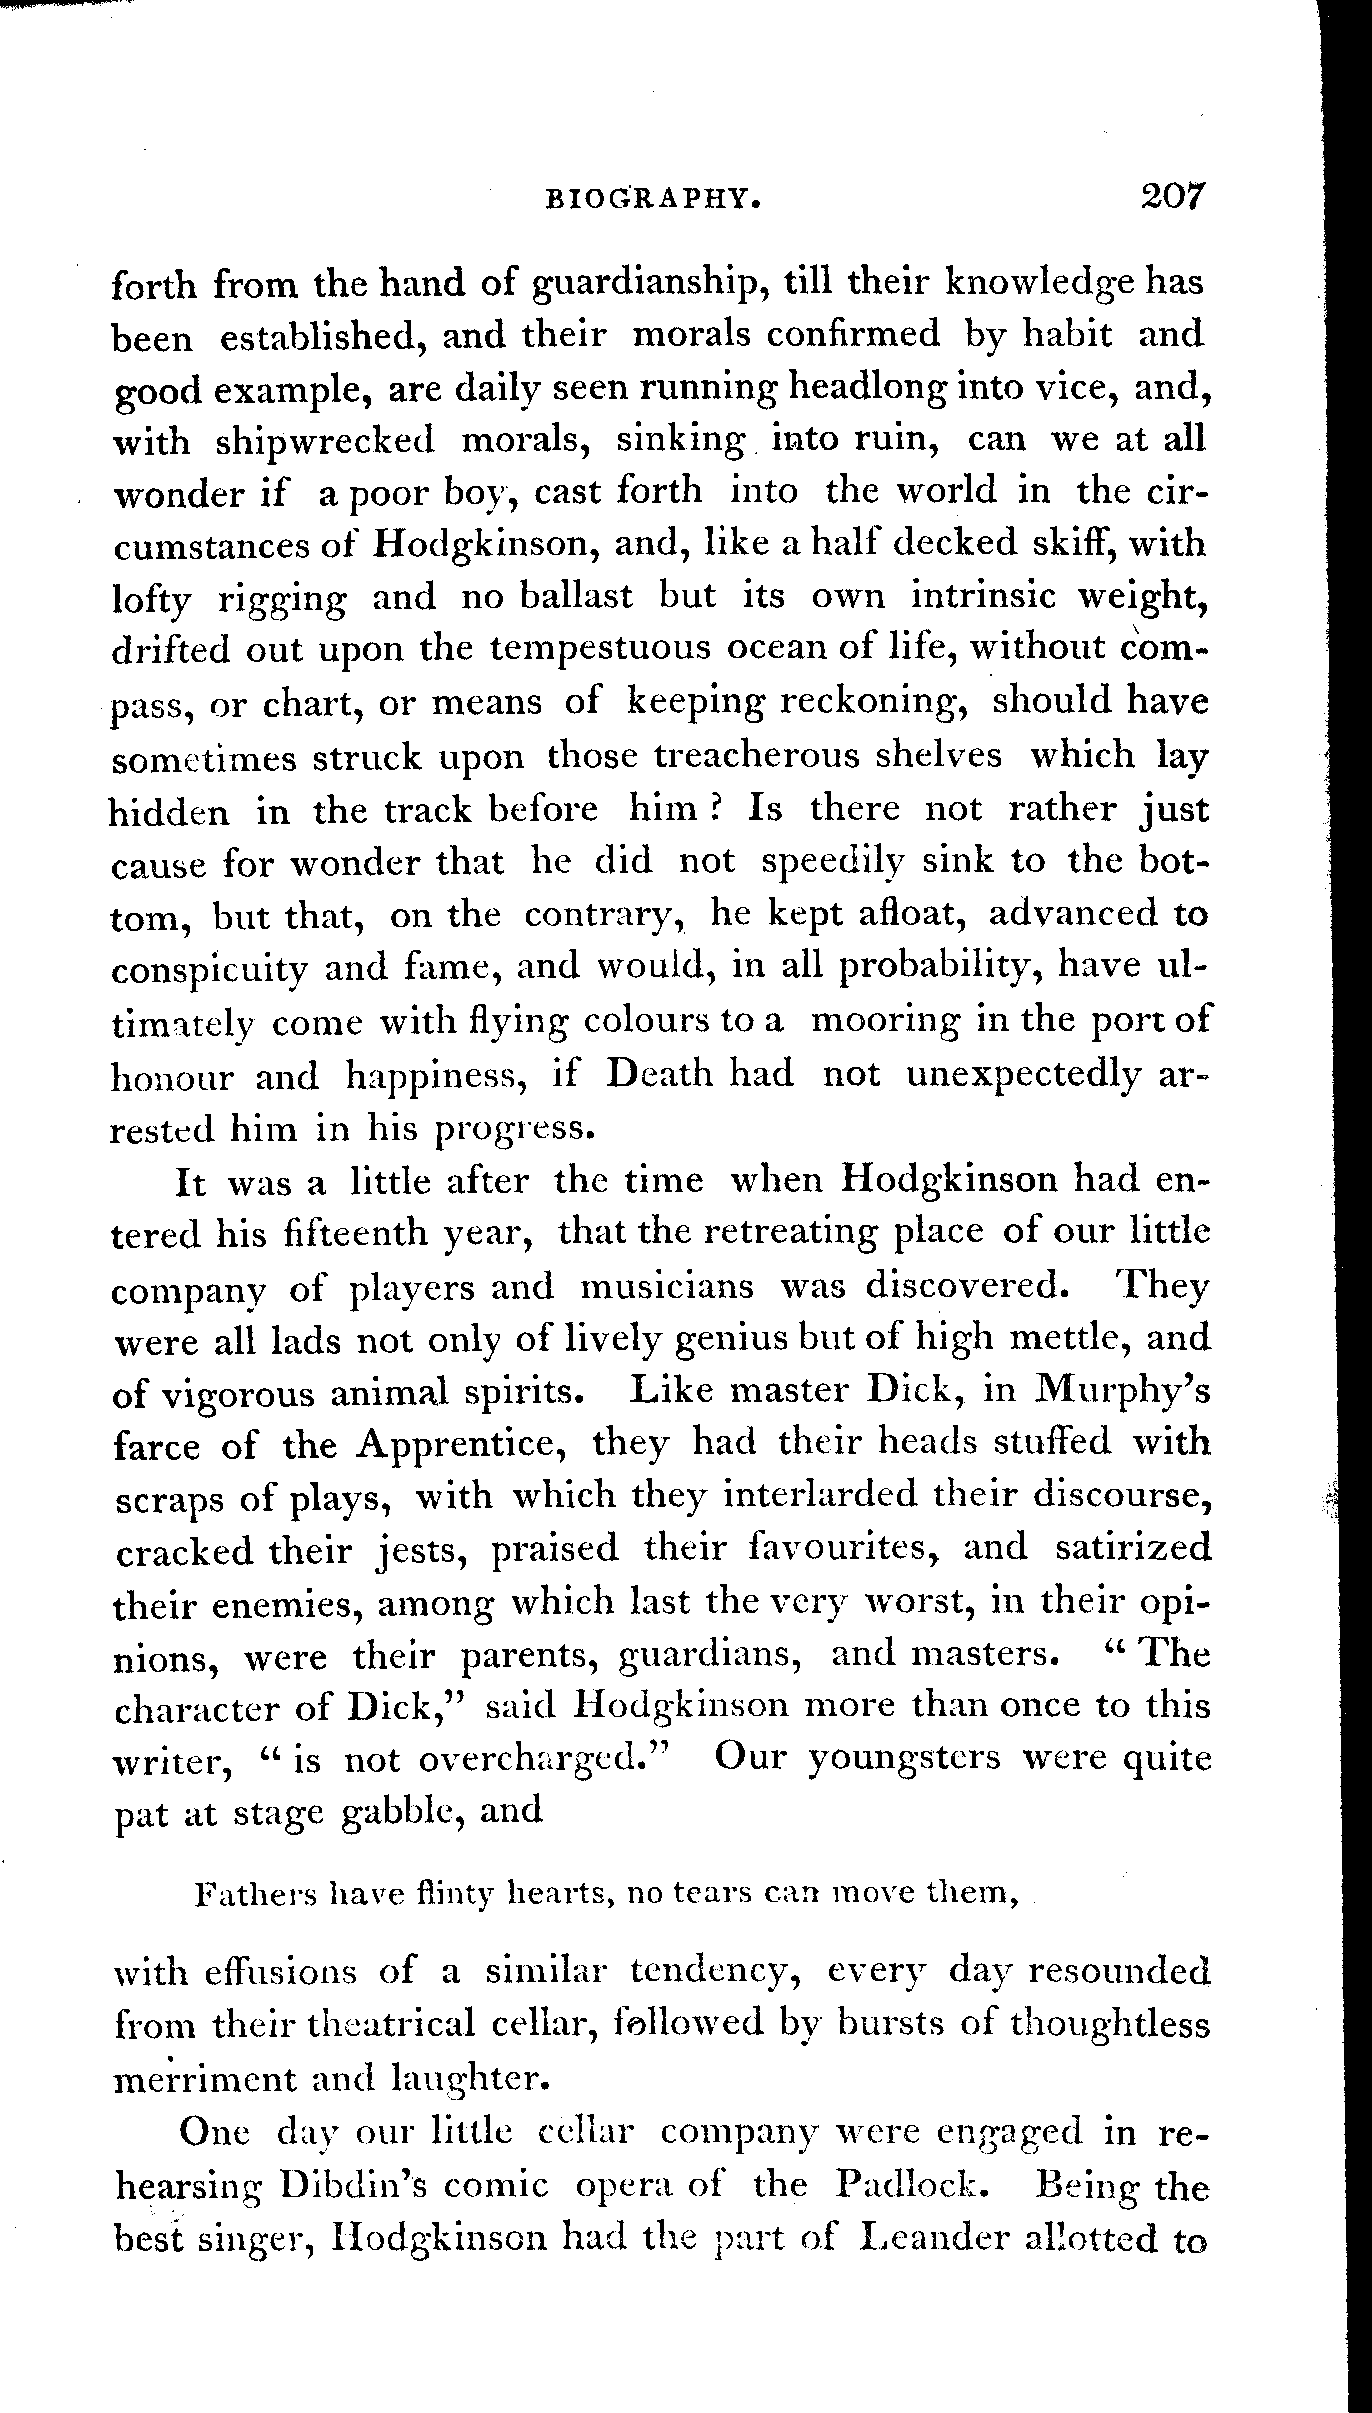 BIOGRAPHY. 207
forth from the hand of guardianship, till their knowledge has
been established, and their morals confirmed by habit and
good example, are daily seen running headlong into vice, and,
with shipwrecked morals, sinking into ruin, can we at all
wonder if a poor boy, cast forth into the world in the cir-
cumstances of Hodgkinson, and, like a half decked skiff, with
lofty rigging and no ballast but its own intrinsic weight,
drifted out upon the tempestuous ocean of life, without com-
pass, or chart, or means of keeping reckoning, should have
sometimes struck upon those treacherous shelves which lay
hidden in the track before him ? Is there not rather just
cause for wonder that he did not speedily sink to the bot-
tom, but that, on the contrary, he kept afloat, advanced to
conspicuity and fame, and would, in all probability, have ul-
timately come with flying colours to a mooring in the port of
honour and happiness, if Death had not unexpectedly ar-
rested him in his progress.
It was a little after the time when Hodgkinson had en-
tered his fifteenth year, that the retreating place of our little
company of players and musicians was discovered. They
were all lads not only of lively genius but of high mettle, and
of vigorous animal spirits. Like master Dick, in Murphy's
farce of the Apprentice, they had their heads stuffed with
scraps of plays, with which they interlarded their discourse,
cracked their jests, praised their favourites, and satirized
their enemies, among which last the very worst, in their opi-
nions, were their parents, guardians, and masters. “ The
character of Dick,” said Hodgkinson more than once to this
writer, “ is not overcharged.” Our youngsters were quite
pat at stage gabble, and
Fathers have flinty hearts, no tears can move them,
with effusions of a similar tendency, every day resounded
from their theatrical cellar, followed by bursts of thoughtless
merriment and laughter.
One day our little cellar company were engaged in re-
hearsing Dibdin's comic opera of the Padlock. Being the
best singer, Hodgkinson had the part of Leander allotted to